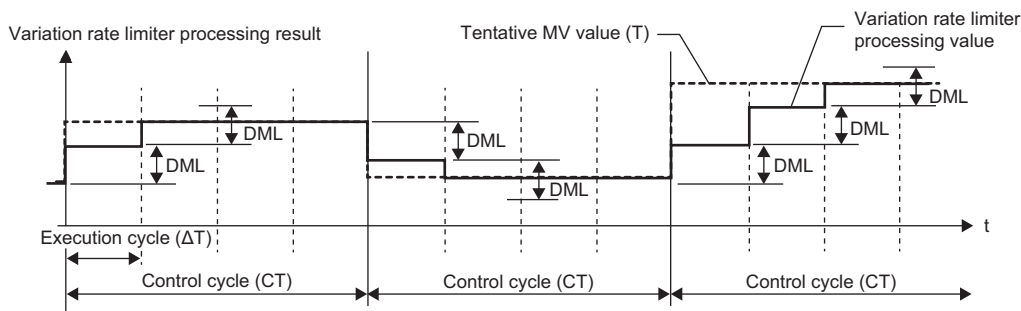 Variation rate limiter processing result
Tentative MV value (T)
Variation rate limiter
processing value
DML
DML
DML
DML
DML
DML
DML
t
Execution cycle (ΔT)
Control cycle (CT)
Control cycle (CT)
Control cycle (CT)